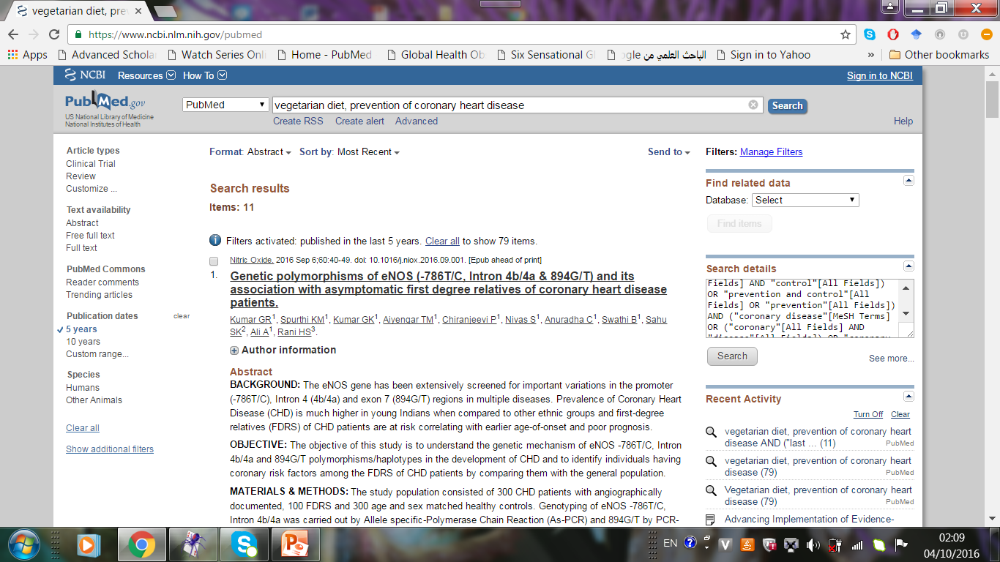 vegetarian diet, prev
https://www.ncbi.nlm.nih.gov/pubmed
Apps
Advanced Schola
Watch Series Onli
Home - PubMed
Global Health Ob
Six Sensational Gl
ogle الباحث العلمي من
Sign in to Yahoo
»
Other bookmarks
NCBI Resources How To
Sign in to NCBI
PubMed.gov
US National Library of Medicine
National Institutes of Health
PubMed
vegetarian diet, prevention of coronary heart disease
Search
Create RSS Create alert Advanced
Help
Article types
Clinical Trial
Review
Customize ...
Text availability
Abstract
Free full text
Full text
PubMed Commons
Reader comments
Trending articles
Publication dates clear
5 years
10 years
Custom range...
Species
Humans
Other Animals
Clear all
Show additional filters
Format: Abstract Sort by: Most Recent
Send to
Search results
Items: 11
Filters activated: published in the last 5 years. Clear all to show 79 items.
Nitric Oxide. 2016 Sep 6;60:40-49. doi: 10.1016/j.niox.2016.09.001. [Epub ahead of print]
1. Genetic polymorphisms of eNOS (-786T/C, Intron 4b/4a & 894G/T) and its
association with asymptomatic first degree relatives of coronary heart disease
patients.
Kumar GR1, Spurthi KM1, Kumar GK1, Aiyengar TM1, Chiranjeevi P1, Nivas S1, Anuradha C1, Swathi B1, Sahu
SK2, Ali A1, Rani HS3.
Author information
Abstract
BACKGROUND: The eNOS gene has been extensively screened for important variations in the promoter
(-786T/C), Intron 4 (4b/4a) and exon 7 (894G/T) regions in multiple diseases. Prevalence of Coronary Heart
Disease (CHD) is much higher in young Indians when compared to other ethnic groups and first-degree
relatives (FDRS) of CHD patients are at risk correlating with earlier age-of-onset and poor prognosis.
OBJECTIVE: The objective of this study is to understand the genetic mechanism of eNOS -786T/C, Intron
4b/4a and 894G/T polymorphisms/haplotypes in the development of CHD and to identify individuals having
coronary risk factors among the FDRS of CHD patients by comparing them with the general population.
MATERIALS & METHODS: The study population consisted of 300 CHD patients with angiographically
documented, 100 FDRS and 300 age and sex matched healthy controls. Genotyping of eNOS -786T/C,
Intron 4b/4a was carried out by Allele specific-Polymerase Chain Reaction (As-PCR) and 894G/T by PCR-
Filters: Manage Filters
Find related data
Database: Select
Find items
Search details
Fields] AND "control"[All Fields])
OR "prevention and control"[All
Fields] OR "prevention"[All Fields])
AND ("coronary disease"[MeSH Terms]
OR ("coronary"[All Fields] AND
"disease"[All Fields]) OR "coronary
Search
See more...
Recent Activity
Turn Off Clear
vegetarian diet, prevention of coronary heart
disease AND ("last ... (11)
PubMed
vegetarian diet, prevention of coronary heart
disease (79)
PubMed
Vegetarian diet, prevention of coronary heart
disease (79)
PubMed
Advancing Implementation of Evidence-
EN
02:09
04/10/2016